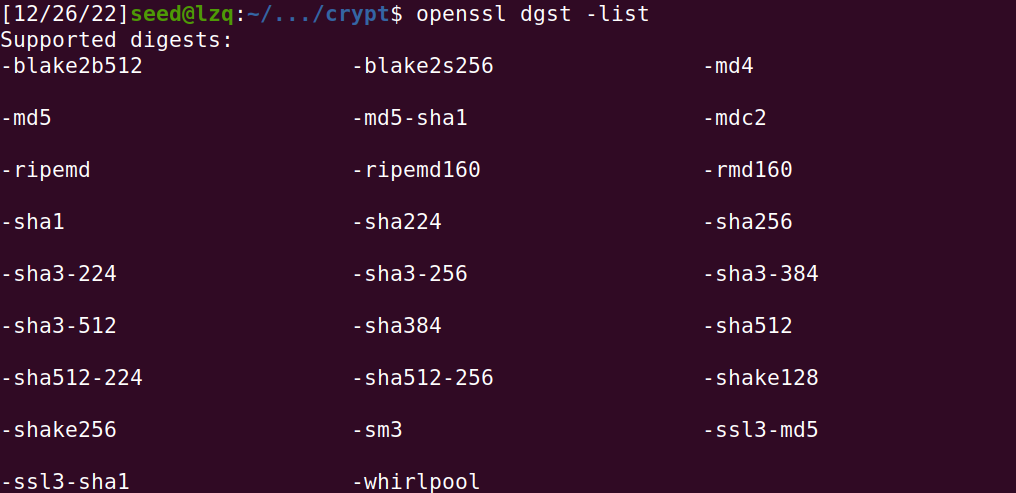 [12/26/22]seed@lzq:~/.../crypt$ openssl dgst -list
Supported digests:
-blake2b512                -blake2s256                -md4
-md5                       -md5-sha1                  -mdc2
-ripemd                    -ripemd160                 -rmd160
-sha1                      -sha224                    -sha256
-sha3-224                  -sha3-256                  -sha3-384
-sha3-512                  -sha384                    -sha512
-sha512-224                -sha512-256                -shake128
-shake256                  -sm3                       -ssl3-md5
-ssl3-sha1                 -whirlpool